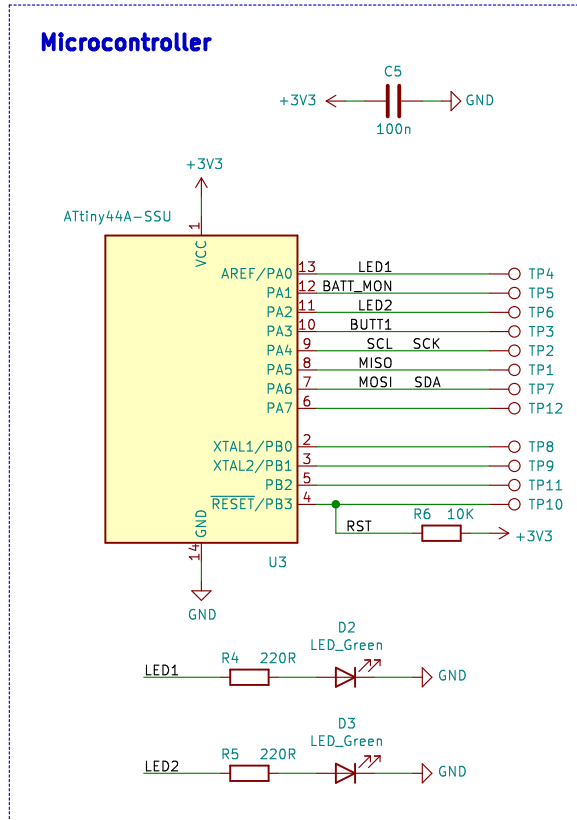 Microcontroller
C5
+3V3 GND
100n
+3V3
ATtiny44A-SSU
1
VCC
AREF/PA0 13 LED1 TP4
PA1 12 BATT_MON TP5
PA2 11 LED2 TP6
PA3 10 BUTT1 TP3
PA4 9 SCL SCK TP2
PA5 8 MISO TP1
PA6 7 MOSI SDA TP7
PA7 6 TP12
XTAL1/PB0 2 TP8
XTAL2/PB1 3 TP9
PB2 5 TP11
RESET/PB3 4 TP10
R6 10K
RST +3V3
GND
14
U3
GND
D2
LED_Green
R4 220R
LED1 GND
D3
LED_Green
R5 220R
LED2 GND